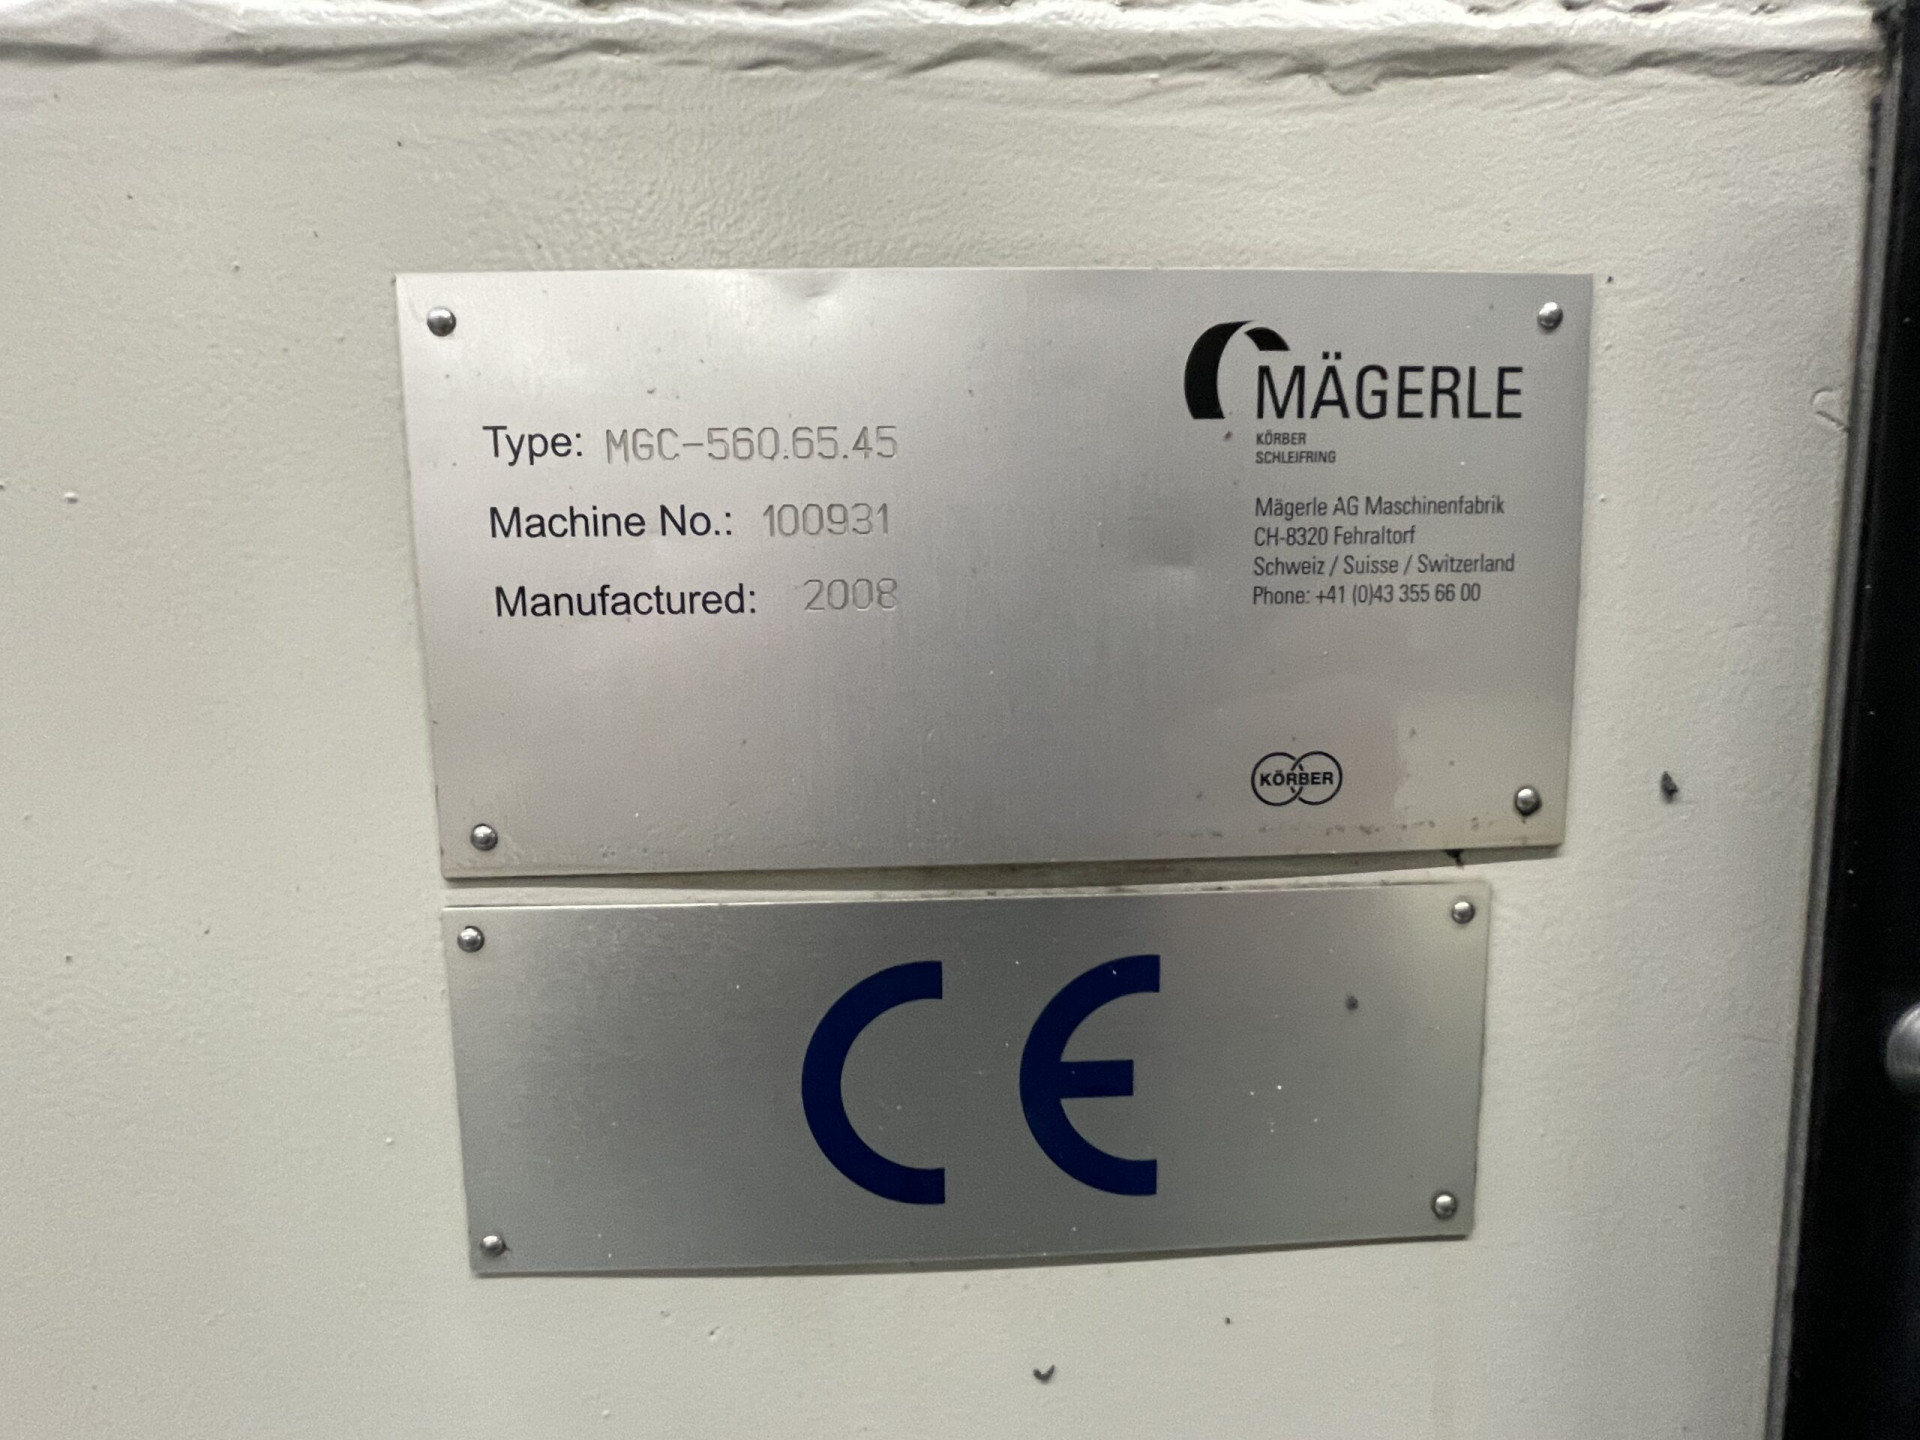 MÄGERLE
KÖRBER
SCHLEIFRING
Type: MGC-560.65.45
Machine No.: 100931
Manufactured: 2008
Mägerle AG Maschinenfabrik
CH-8320 Fehraltorf
Schweiz / Suisse / Switzerland
Phone: +41 (0)43 355 66 00
KÖRBER
CE